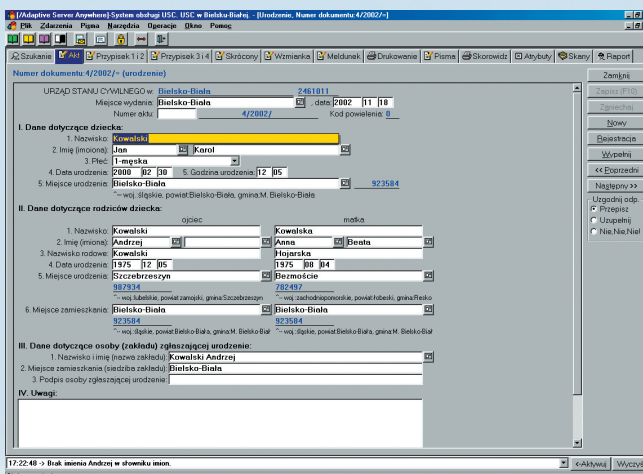 [/Adaptive Server Anywhere]-System obsługi USC, USC w Bielsku-Białej, - [Urodzenie, Numer dokumentu:4/2002/=]
Plik Zdarzenia Pigma Narzędzia Operacje Okno Pomoc
Szukanie Akt Przypisek 1 i 2 Przypisek 3 i 4 Skrócony Wzmianka Meldunek Drukowanie Pisma Skorowidz Atrybuty Skany Raport
Numer dokumentu:4/2002/= (urodzenie)
URZĄD STANU CYWILNEGO w: Bielsko-Biała 2461011
Miejsce wydania: Bielsko-Biała , data 2002 11 18
Numer aktu: 4/2002/ Kod powielenia: 0
I. Dane dotyczące dziecka:
1. Nazwisko: Kowalski
2. Imię (imiona): Jan Karol
3. Płeć: 1-męska
4. Data urodzenia: 2000 02 30 5. Godzina urodzenia: 12 05
5. Miejsce urodzenia: Bielsko-Biała 923584
^-- woj.:śląskie, powiat:Bielsko-Biała, gmina:M. Bielsko-Biała
II. Dane dotyczące rodziców dziecka:
ojciec matka
1. Nazwisko: Kowalski Kowalska
2. Imię (imiona): Andrzej Anna Beata
3. Nazwisko rodowe: Kowalski Hojarska
4. Data urodzenia: 1975 12 05 1975 08 04
5. Miejsce urodzenia: Szczebrzeszyn Bezmoście
987934 702497
^-- woj.:lubelskie, powiat:zamojski, gmina:Szczebrzeszyn ^-- woj.:zachodniopomorskie, powiat:łobeski, gmina:Resko
6. Miejsce zamieszkania: Bielsko-Biała Bielsko-Biała
923584 923584
^-- woj.:śląskie, powiat:Bielsko-Biała, gmina:M. Bielsko-Biał ^-- woj.:śląskie, powiat:Bielsko-Biała, gmina:M. Bielsko-Biał
III. Dane dotyczące osoby (zakładu) zgłaszającej urodzenie:
1. Nazwisko i imię (nazwa zakładu): Kowalski Andrzej
2. Miejsce zamieszkania (siedziba zakładu): Bielsko-Biała
3. Podpis osoby zgłaszającej urodzenie:
IV. Uwagi:
Zamknij
Zapisz (F10)
Zaniechaj
Nowy
Rejestracja
Wypełnij
<< Poprzedni
Następny >>
Uzgodnij odp.
Przepisz
Uzupełnij
Nie,Nie,Nie!
17:22:48 -> Brak imienia Andrzej w słowniku imion.
<-Aktywuj Wyczyś